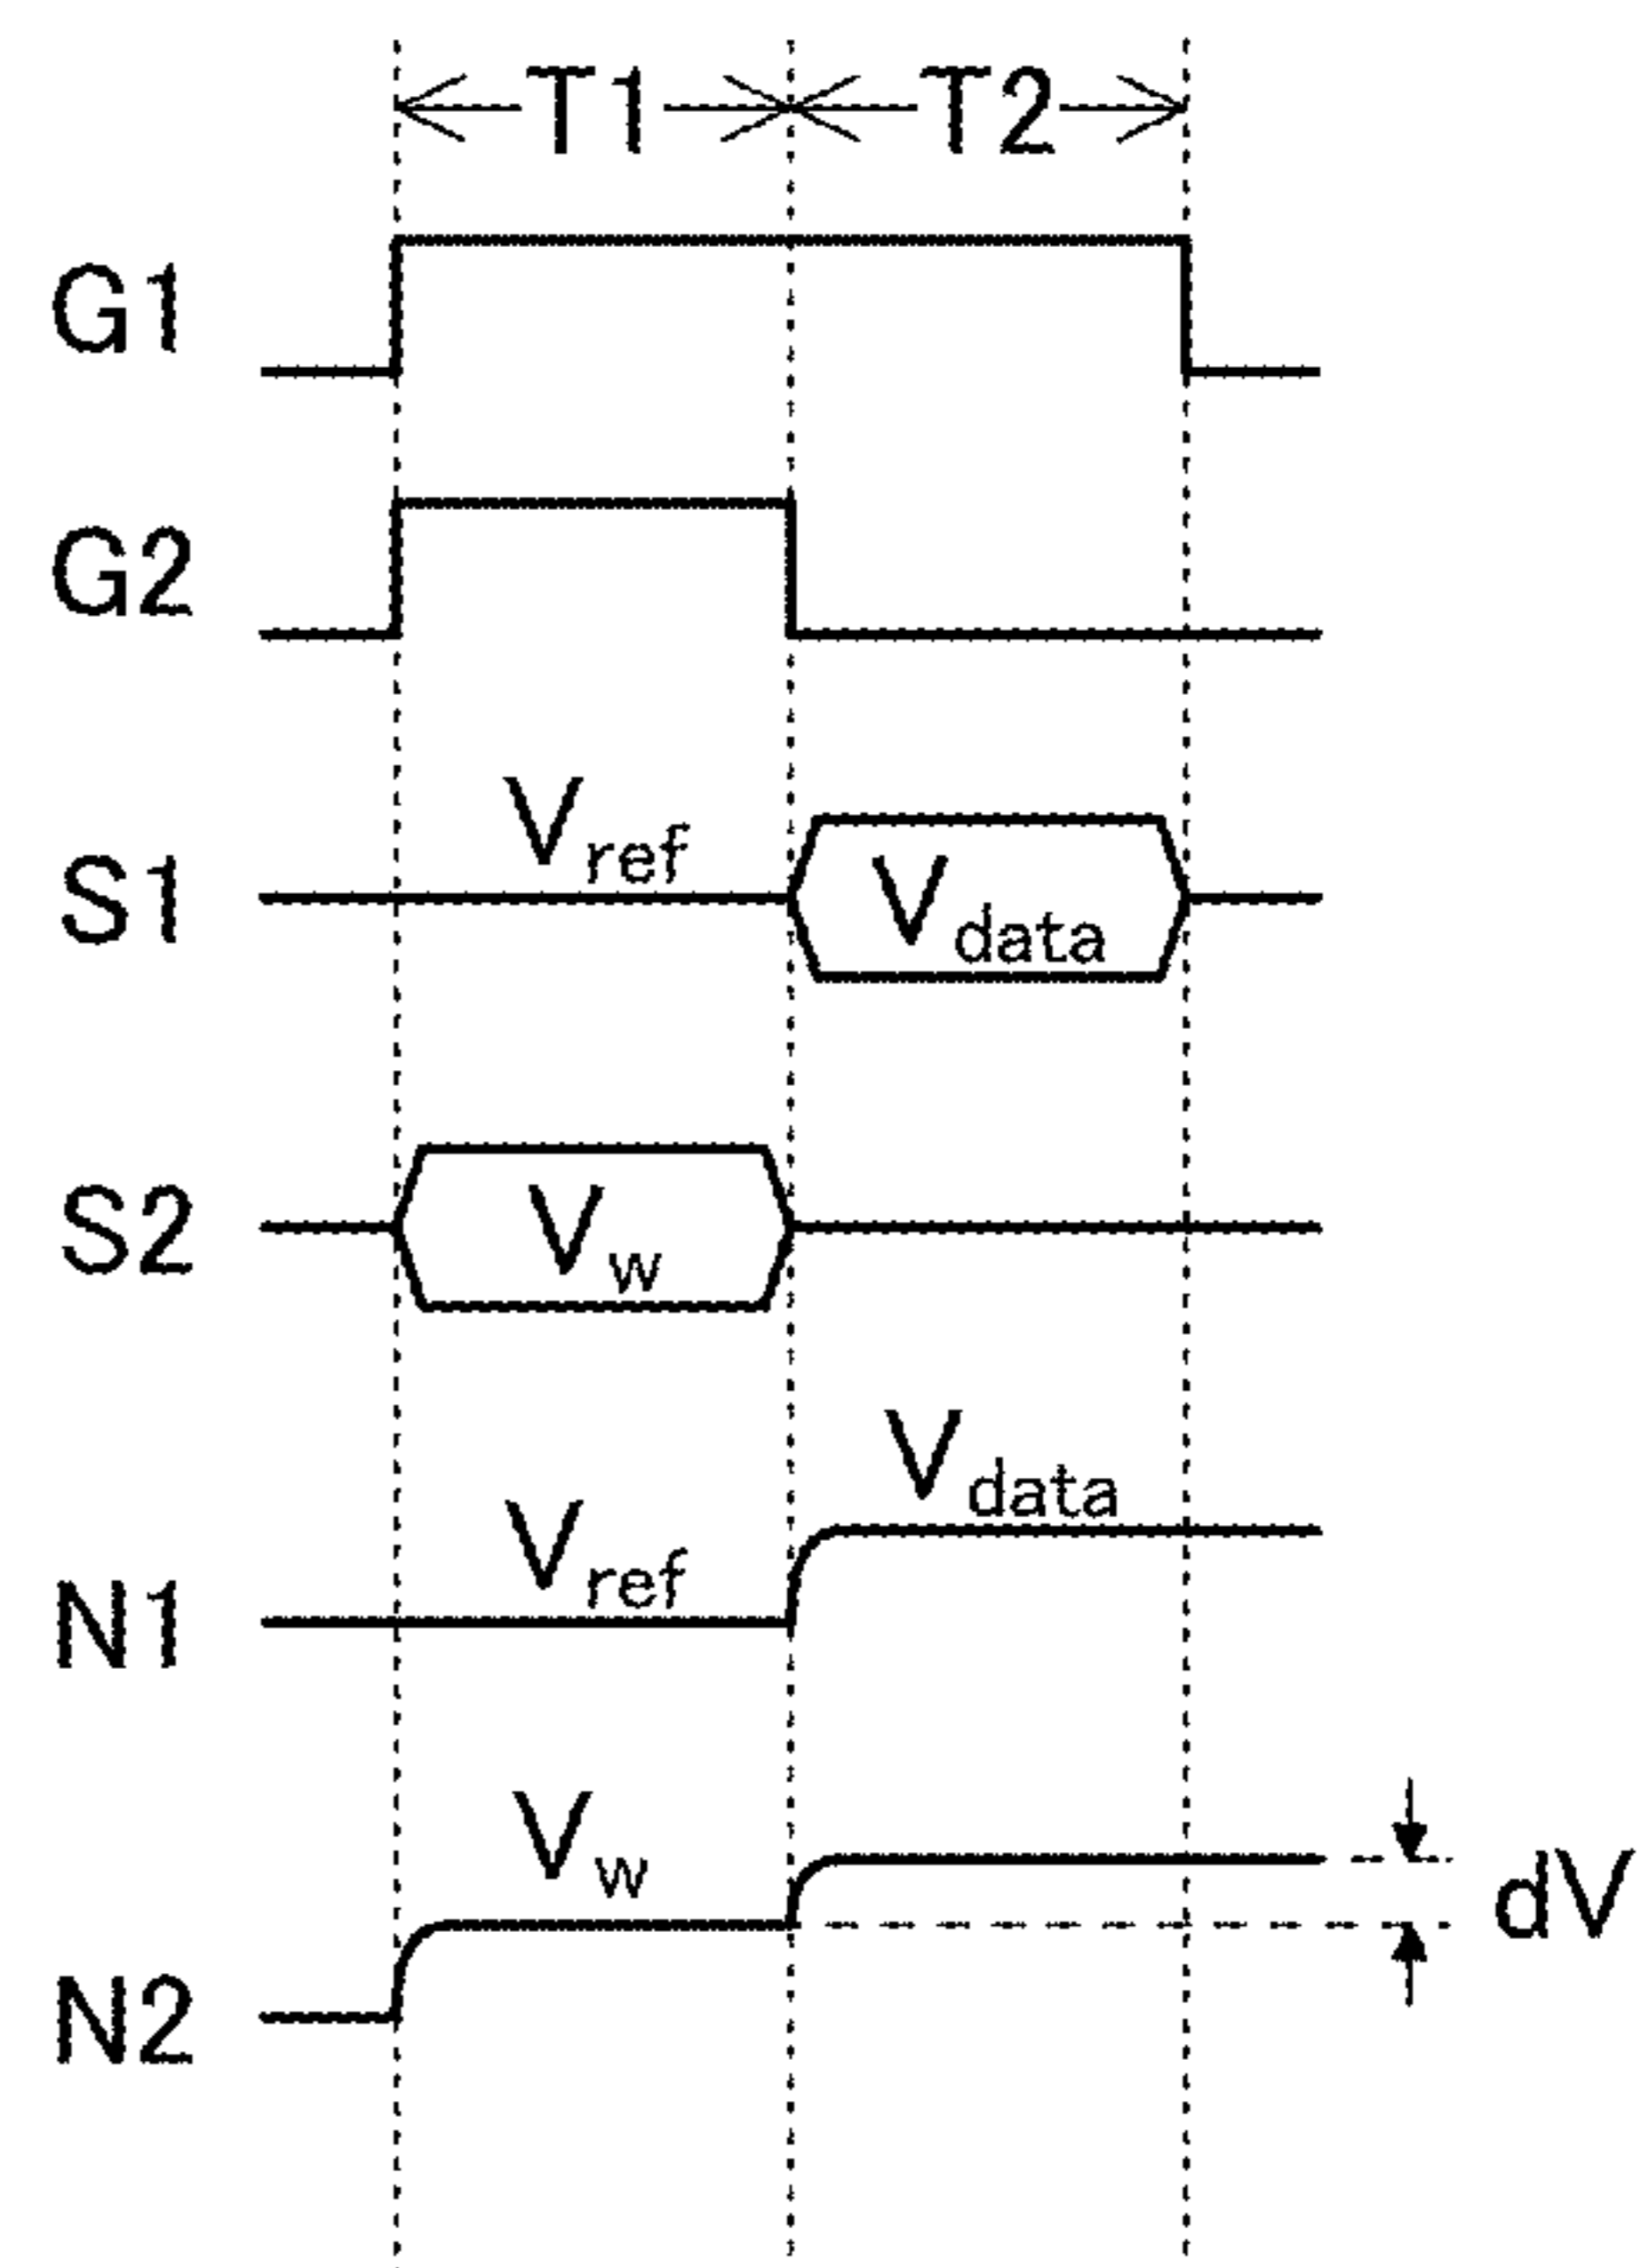 T1 T2
G1
G2
S1 Vref Vdata
S2 Vw
N1 Vref Vdata
N2 Vw dV